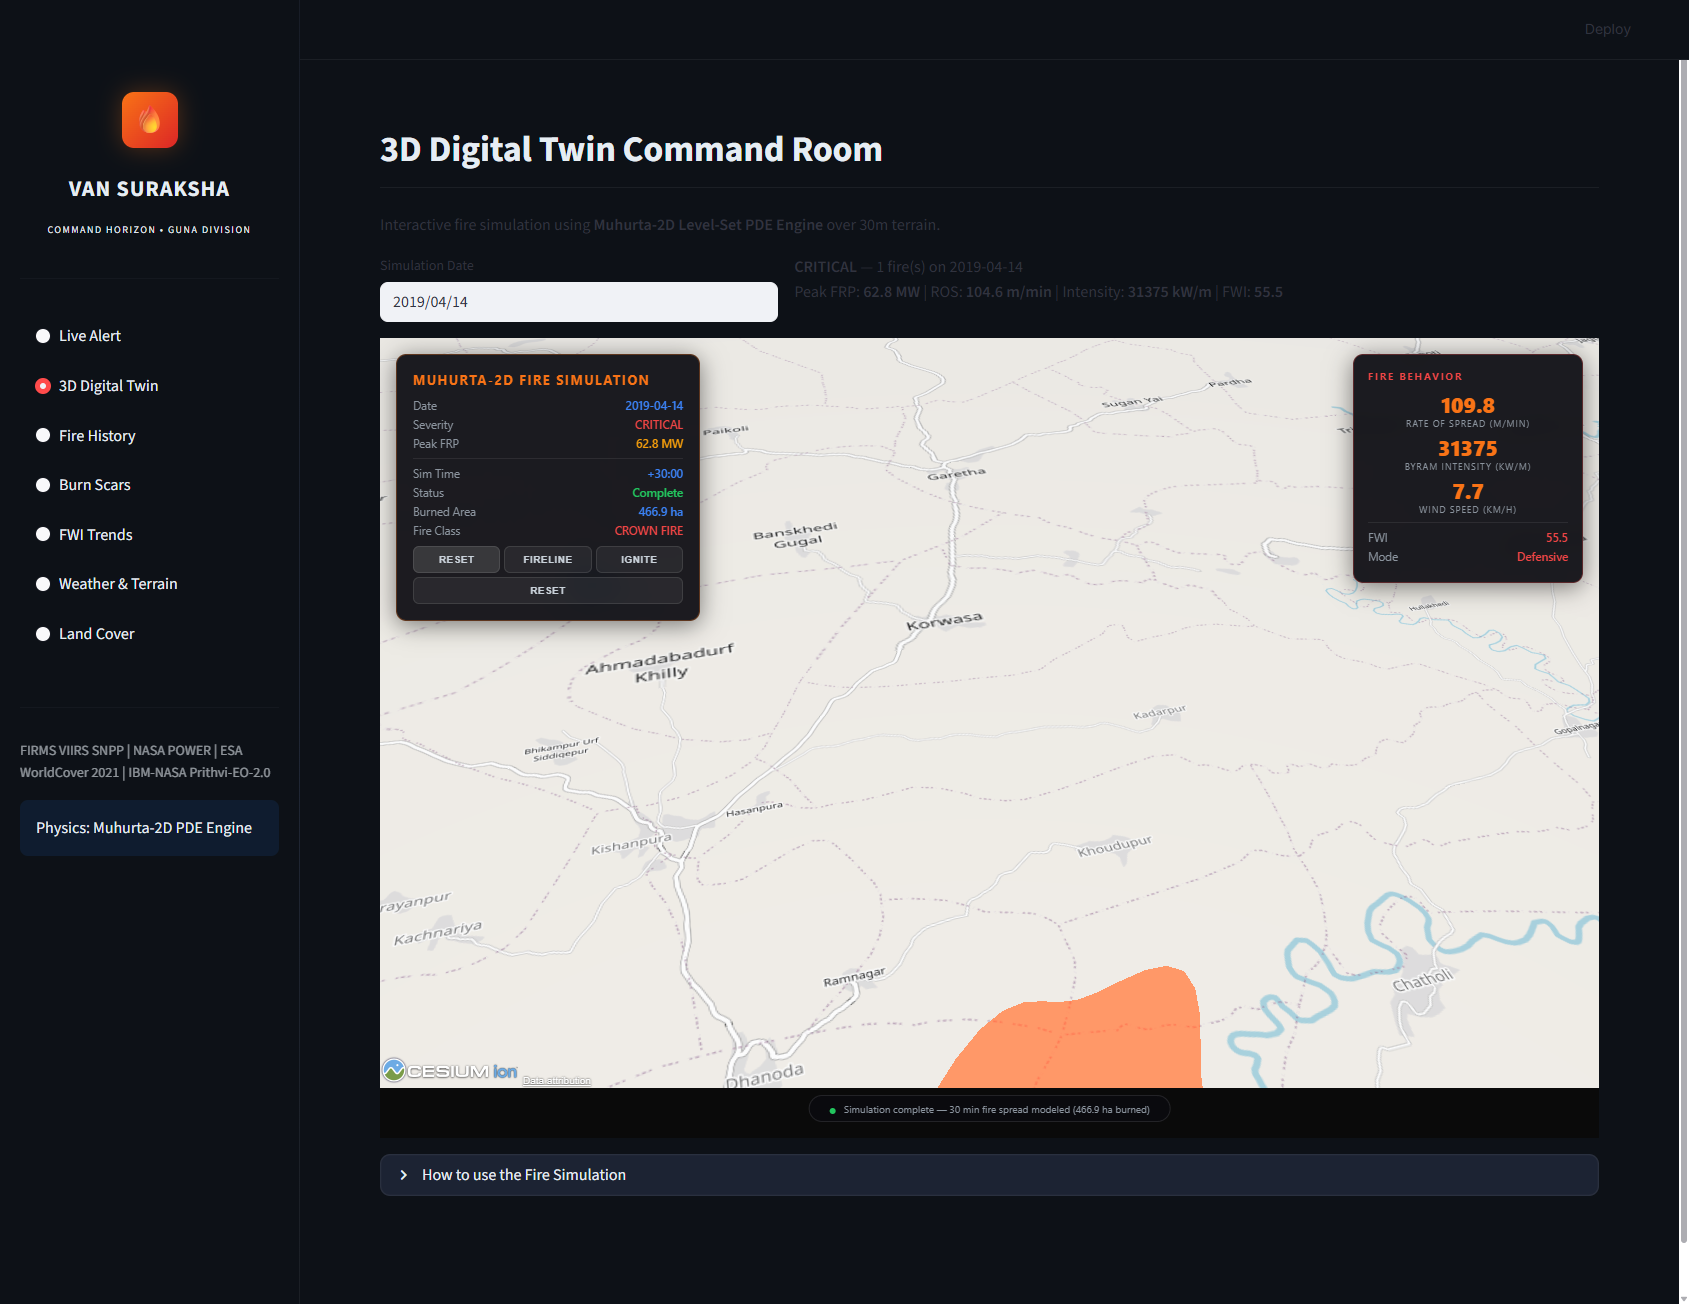 Deploy
VAN SURAKSHA
COMMAND HORIZON • GUNA DIVISION
Live Alert
3D Digital Twin
Fire History
Burn Scars
FWI Trends
Weather & Terrain
Land Cover
FIRMS VIIRS SNPP | NASA POWER | ESA
WorldCover 2021 | IBM-NASA Prithvi-EO-2.0
Physics: Muhurta-2D PDE Engine
3D Digital Twin Command Room
Interactive fire simulation using Muhurta-2D Level-Set PDE Engine over 30m terrain.
Simulation Date
2019/04/14
CRITICAL — 1 fire(s) on 2019-04-14
Peak FRP: 62.8 MW | ROS: 104.6 m/min | Intensity: 31375 kW/m | FWI: 55.5
MUHURTA-2D FIRE SIMULATION
Date 2019-04-14
Severity CRITICAL
Peak FRP 62.8 MW
Sim Time +30:00
Status Complete
Burned Area 466.9 ha
Fire Class CROWN FIRE
RESET FIRELINE IGNITE
RESET
FIRE BEHAVIOR
109.8
RATE OF SPREAD (M/MIN)
31375
BYRAM INTENSITY (KW/M)
7.7
WIND SPEED (KM/H)
FWI 55.5
Mode Defensive
Pardha
Sugan Yai
Paikoli
Garetha
Banskhedi
Gugal
Hullakhedi
Korwasa
Ahmadabadurf
Khilly
Kadarpur
Bhikampur Urf
Siddiqepur
Hasanpura
Kishanpura
Khoudupur
rayanpur
Kachnariya
Ramnagar
Chatholi
Dhanoda
CESIUM ion
Data attribution
Simulation complete — 30 min fire spread modeled (466.9 ha burned)
How to use the Fire Simulation